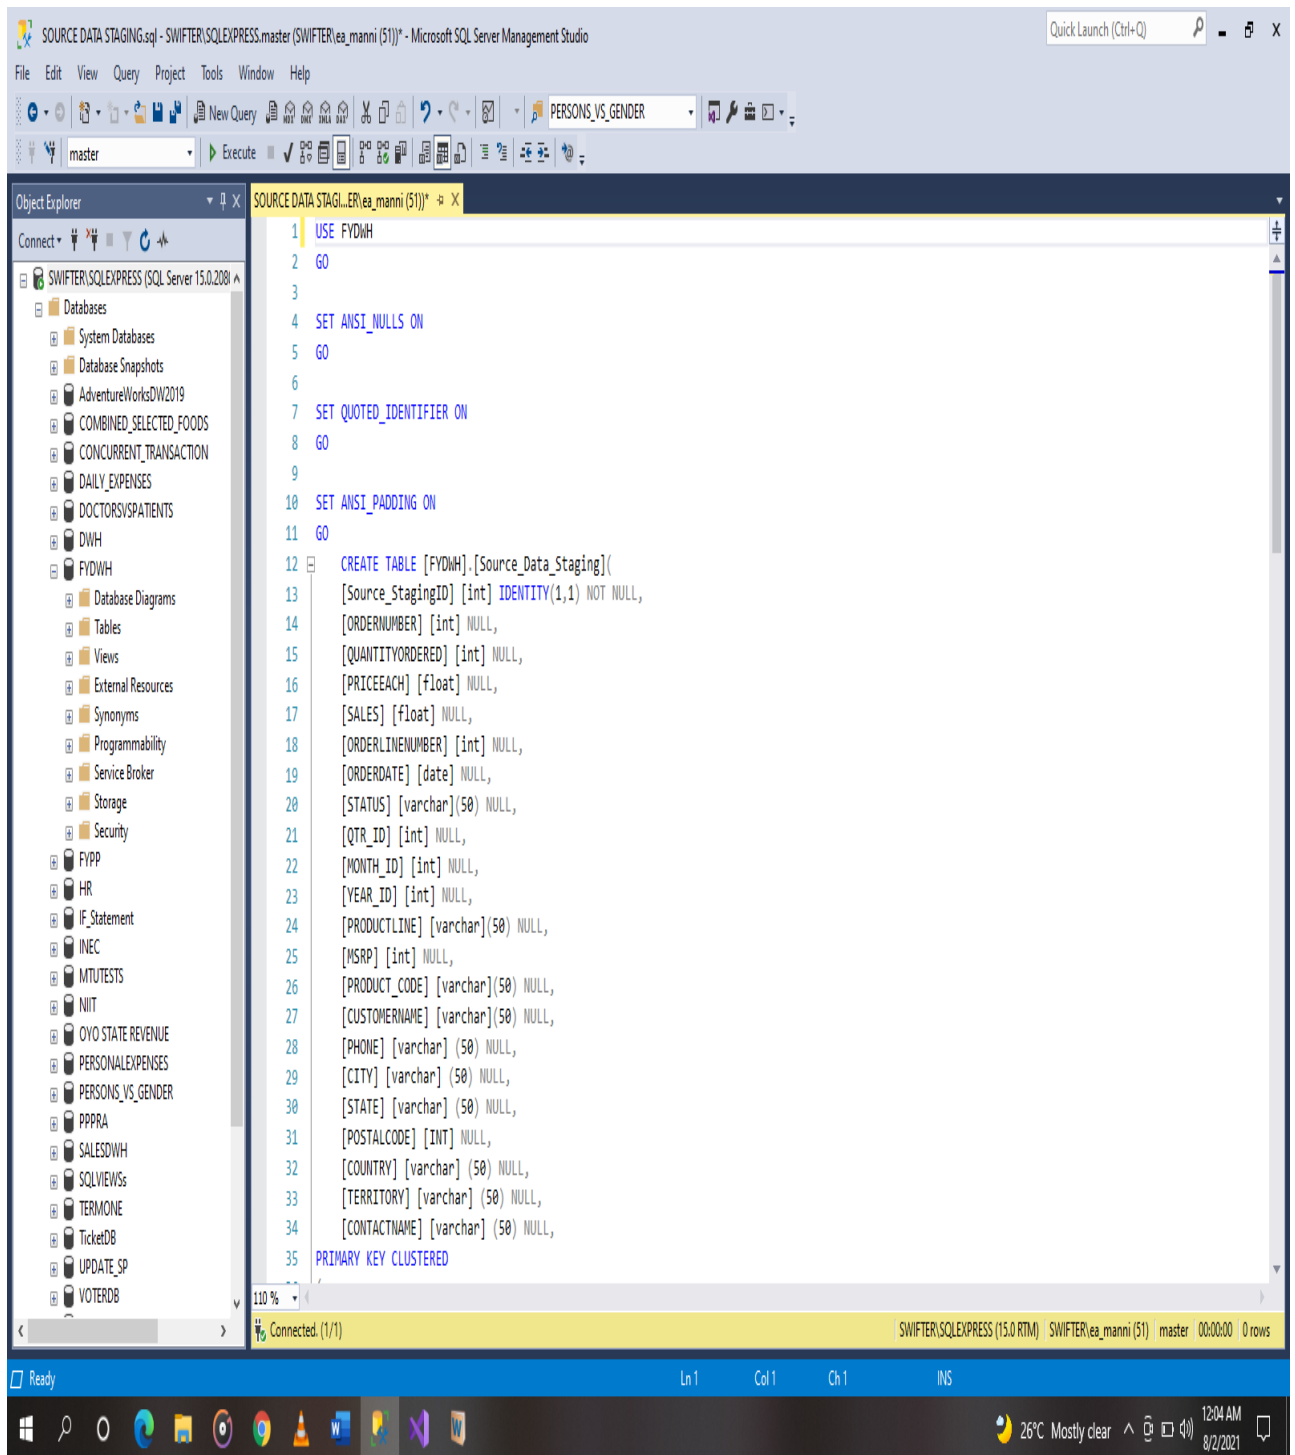 SOURCE DATA STAGING.sql - SWIFTER\SQLEXPRESS.master (SWIFTER\ea_manni (51))* - Microsoft SQL Server Management Studio
Quick Launch (Ctrl+Q)
File Edit View Query Project Tools Window Help
New Query
PERSONS_VS_GENDER
master
Execute
Object Explorer
SOURCE DATA STAGI...ER\ea_manni (51))*
Connect
SWIFTER\SQLEXPRESS (SQL Server 15.0.208
Databases
System Databases
Database Snapshots
AdventureWorksDW2019
COMBINED_SELECTED_FOODS
CONCURRENT_TRANSACTION
DAILY_EXPENSES
DOCTORSVSPATIENTS
DWH
FYDWH
Database Diagrams
Tables
Views
External Resources
Synonyms
Programmability
Service Broker
Storage
Security
FYPP
HR
IF_Statement
INEC
MTUTESTS
NIIT
OYO STATE REVENUE
PERSONALEXPENSES
PERSONS_VS_GENDER
PPPRA
SALESDWH
SQLVIEWSs
TERMONE
TicketDB
UPDATE_SP
VOTERDB
1 USE FYDWH
2 GO
3
4 SET ANSI_NULLS ON
5 GO
6
7 SET QUOTED_IDENTIFIER ON
8 GO
9
10 SET ANSI_PADDING ON
11 GO
12 CREATE TABLE [FYDWH].[Source_Data_Staging](
13 [Source_StagingID] [int] IDENTITY(1,1) NOT NULL,
14 [ORDERNUMBER] [int] NULL,
15 [QUANTITYORDERED] [int] NULL,
16 [PRICEEACH] [float] NULL,
17 [SALES] [float] NULL,
18 [ORDERLINENUMBER] [int] NULL,
19 [ORDERDATE] [date] NULL,
20 [STATUS] [varchar](50) NULL,
21 [QTR_ID] [int] NULL,
22 [MONTH_ID] [int] NULL,
23 [YEAR_ID] [int] NULL,
24 [PRODUCTLINE] [varchar](50) NULL,
25 [MSRP] [int] NULL,
26 [PRODUCT_CODE] [varchar](50) NULL,
27 [CUSTOMERNAME] [varchar](50) NULL,
28 [PHONE] [varchar] (50) NULL,
29 [CITY] [varchar] (50) NULL,
30 [STATE] [varchar] (50) NULL,
31 [POSTALCODE] [INT] NULL,
32 [COUNTRY] [varchar] (50) NULL,
33 [TERRITORY] [varchar] (50) NULL,
34 [CONTACTNAME] [varchar] (50) NULL,
35 PRIMARY KEY CLUSTERED
110 %
Connected. (1/1)
SWIFTER\SQLEXPRESS (15.0 RTM) SWIFTER\ea_manni (51) master 00:00:00 0 rows
Ready Ln 1 Col 1 Ch 1 INS
26°C Mostly clear
12:04 AM
8/2/2021